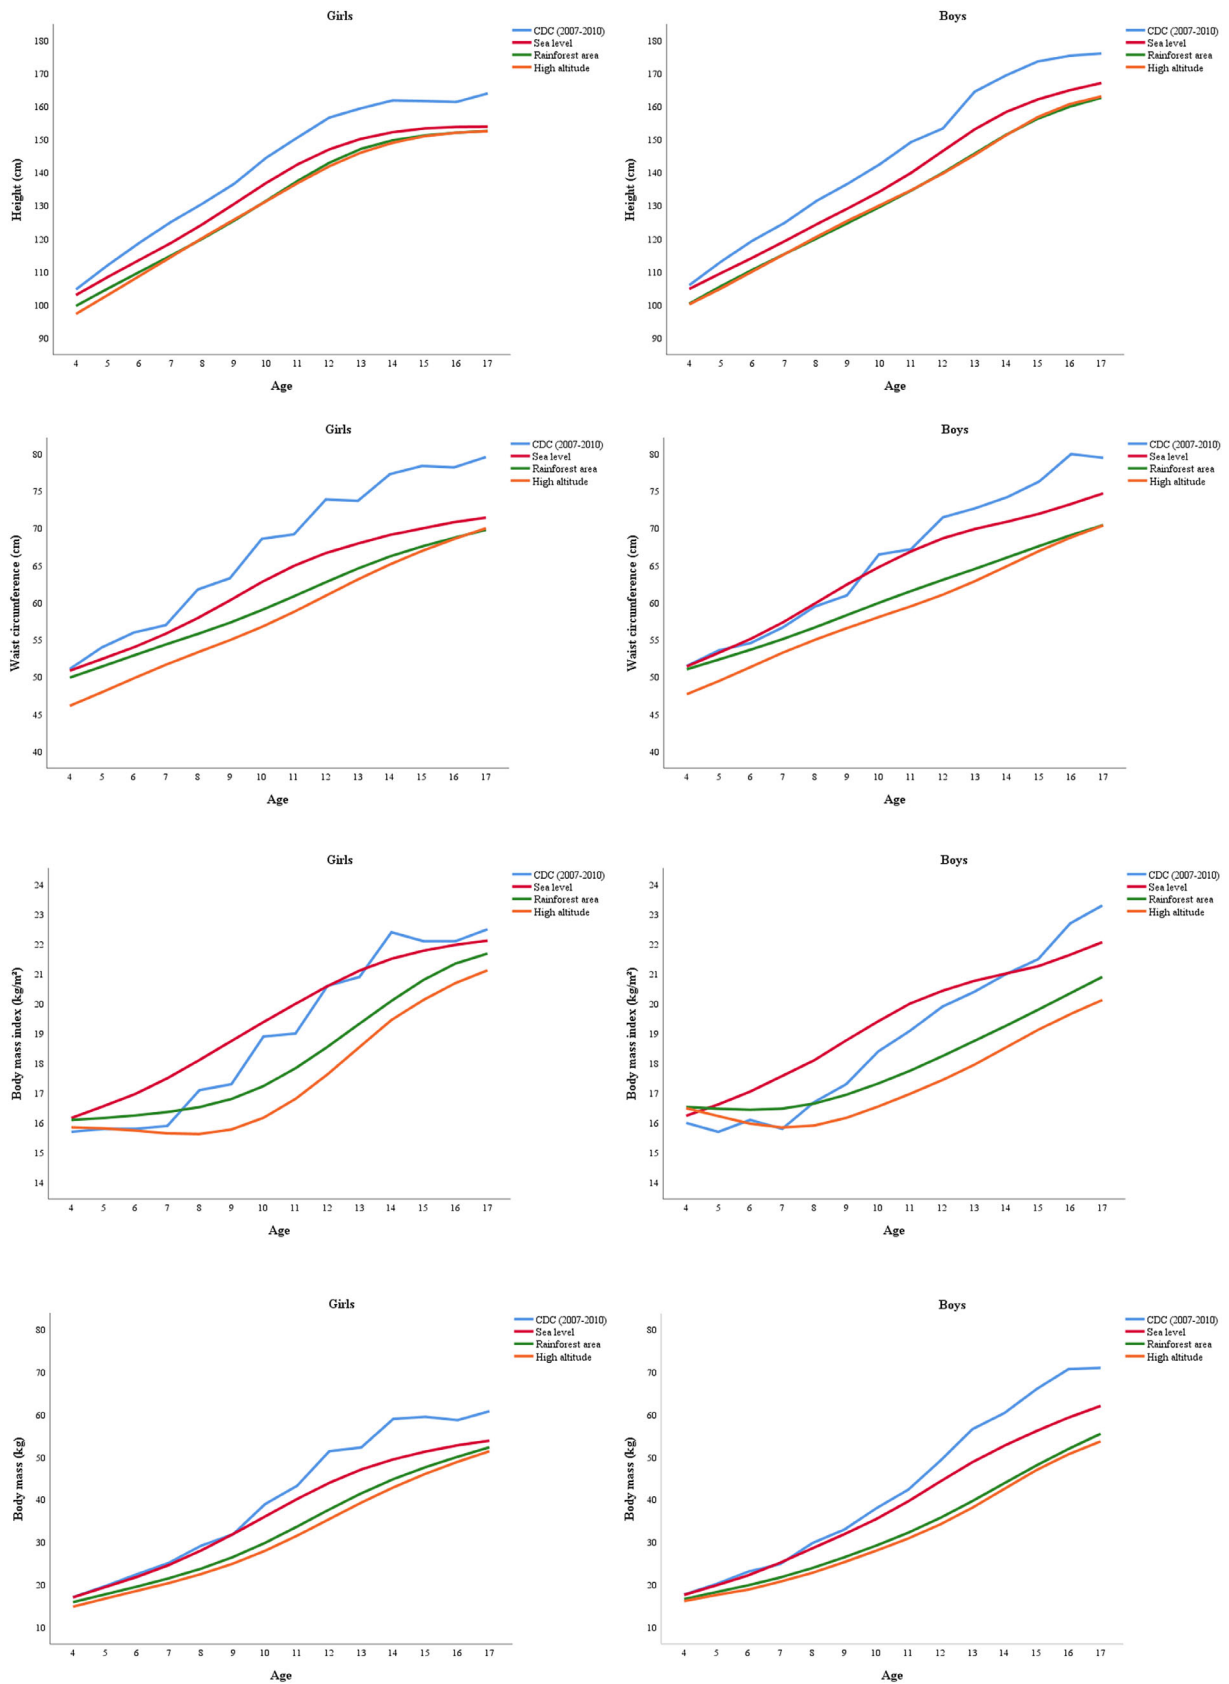 Girls
CDC (2007-2010)
Sea level
Rainforest area
High altitude
180
170
160
150
140
130
120
110
100
90
Height (cm)
4 5 6 7 8 9 10 11 12 13 14 15 16 17
Age
Boys
CDC (2007-2010)
Sea level
Rainforest area
High altitude
180
170
160
150
140
130
120
110
100
90
Height (cm)
4 5 6 7 8 9 10 11 12 13 14 15 16 17
Age
Girls
CDC (2007-2010)
Sea level
Rainforest area
High altitude
80
75
70
65
60
55
50
45
40
Waist circumference (cm)
4 5 6 7 8 9 10 11 12 13 14 15 16 17
Age
Boys
CDC (2007-2010)
Sea level
Rainforest area
High altitude
80
75
70
65
60
55
50
45
40
Waist circumference (cm)
4 5 6 7 8 9 10 11 12 13 14 15 16 17
Age
Girls
CDC (2007-2010)
Sea level
Rainforest area
High altitude
24
23
22
21
20
19
18
17
16
15
14
Body mass index (kg/m²)
4 5 6 7 8 9 10 11 12 13 14 15 16 17
Age
Boys
CDC (2007-2010)
Sea level
Rainforest area
High altitude
24
23
22
21
20
19
18
17
16
15
14
Body mass index (kg/m²)
4 5 6 7 8 9 10 11 12 13 14 15 16 17
Age
Girls
CDC (2007-2010)
Sea level
Rainforest area
High altitude
80
70
60
50
40
30
20
10
Body mass (kg)
4 5 6 7 8 9 10 11 12 13 14 15 16 17
Age
Boys
CDC (2007-2010)
Sea level
Rainforest area
High altitude
80
70
60
50
40
30
20
10
Body mass (kg)
4 5 6 7 8 9 10 11 12 13 14 15 16 17
Age